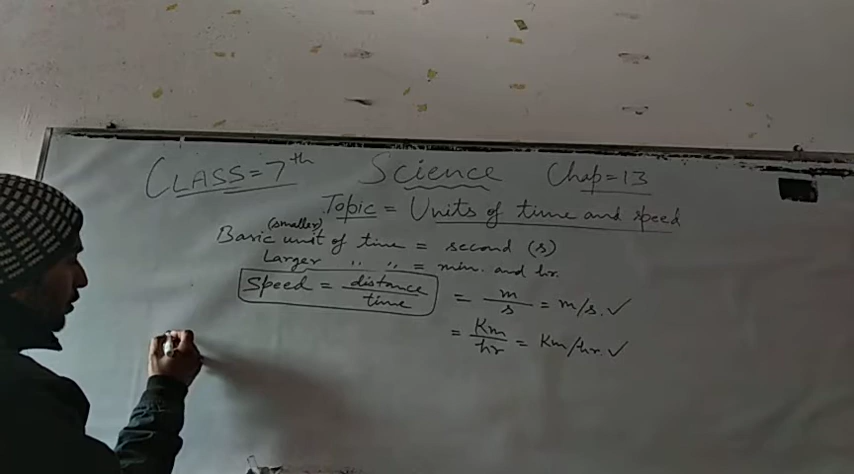 CLASS = 7th Science Chap = 13
Topic = Units of time and speed
(smaller)
Basic unit of time = second (s)
Larger " " = min. and hr.
Speed = distance/time = m/s = m/s. ✓
= Km/hr = Km/hr. ✓